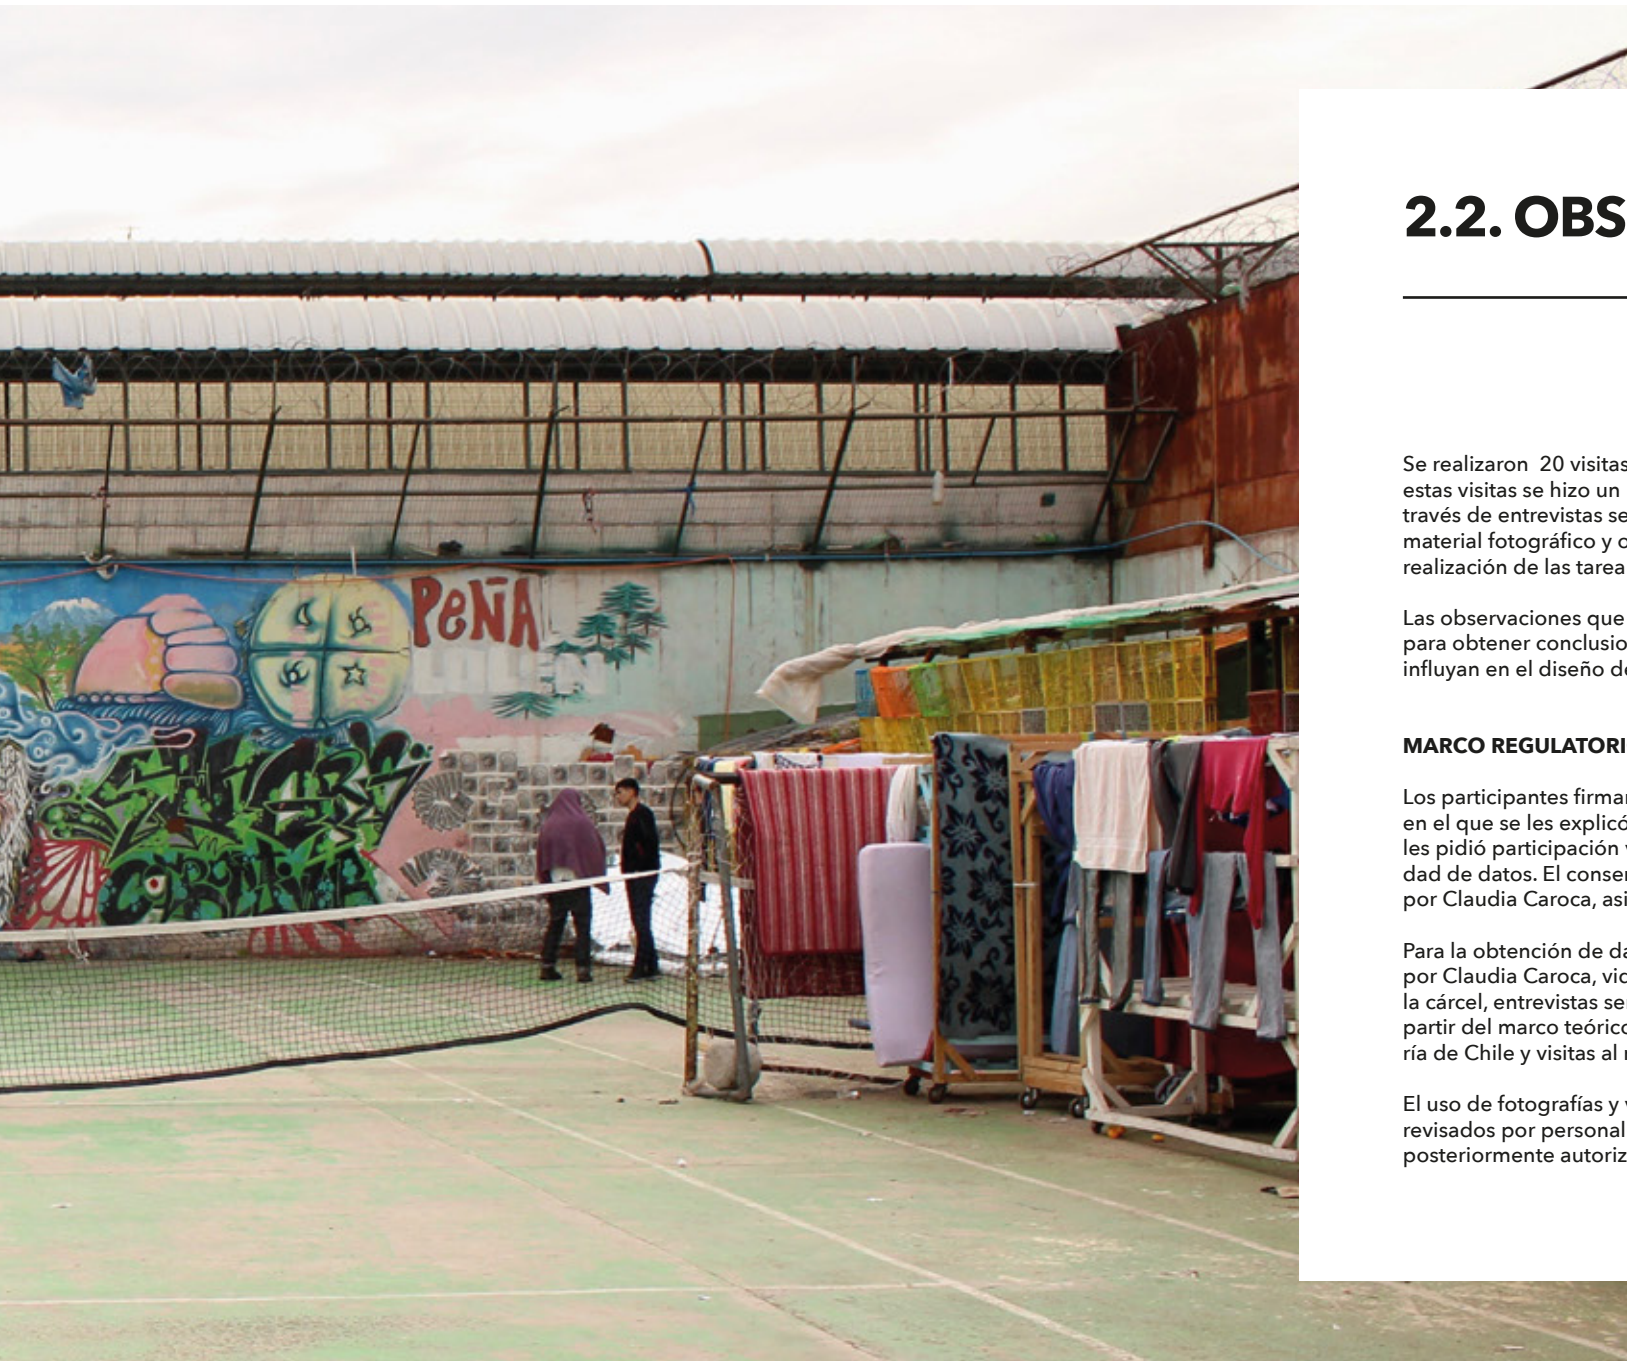 PEÑA
2.2. OBS
Se realizaron 20 visitas
estas visitas se hizo un
través de entrevistas se
material fotográfico y
realización de las tarea
Las observaciones que
para obtener conclusio
influyan en el diseño de
MARCO REGULATORI
Los participantes firmar
en el que se les explicó
les pidió participación
dad de datos. El conser
por Claudia Caroca, asi
Para la obtención de da
por Claudia Caroca, vic
la cárcel, entrevistas se
partir del marco teórico
ría de Chile y visitas al
El uso de fotografías y
revisados por personal
posteriormente autoriz